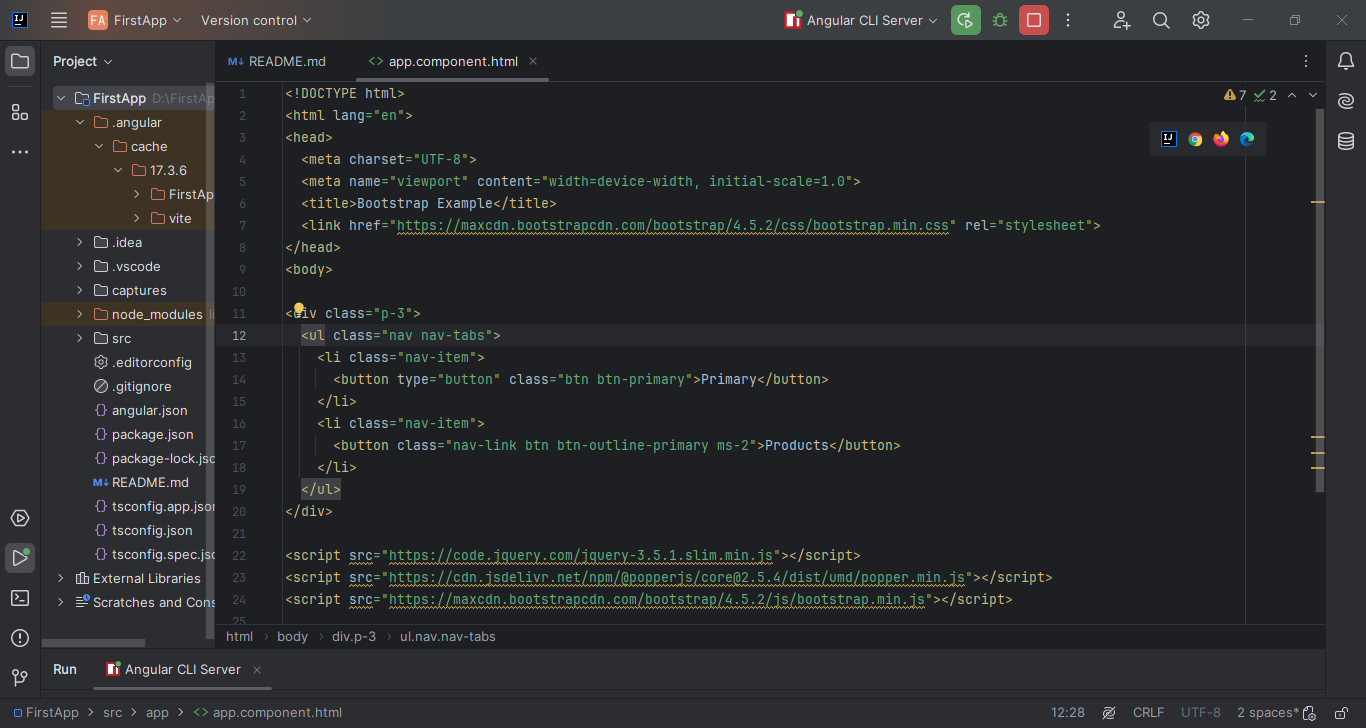 FA FirstApp Version control Angular CLI Server
Project
README.md
app.component.html
FirstApp D:\FirstAp
.angular
cache
17.3.6
FirstAp
vite
.idea
.vscode
captures
node_modules
src
.editorconfig
.gitignore
angular.json
package.json
package-lock.jsc
README.md
tsconfig.app.jsor
tsconfig.json
tsconfig.spec.jsc
External Libraries
Scratches and Cons
7 2
1 <!DOCTYPE html>
2 <html lang="en">
3 <head>
4 <meta charset="UTF-8">
5 <meta name="viewport" content="width=device-width, initial-scale=1.0">
6 <title>Bootstrap Example</title>
7 <link href="https://maxcdn.bootstrapcdn.com/bootstrap/4.5.2/css/bootstrap.min.css" rel="stylesheet">
8 </head>
9 <body>
10
11 <div class="p-3">
12 <ul class="nav nav-tabs">
13 <li class="nav-item">
14 <button type="button" class="btn btn-primary">Primary</button>
15 </li>
16 <li class="nav-item">
17 <button class="nav-link btn btn-outline-primary ms-2">Products</button>
18 </li>
19 </ul>
20 </div>
21
22 <script src="https://code.jquery.com/jquery-3.5.1.slim.min.js"></script>
23 <script src="https://cdn.jsdelivr.net/npm/@popperjs/core@2.5.4/dist/umd/popper.min.js"></script>
24 <script src="https://maxcdn.bootstrapcdn.com/bootstrap/4.5.2/js/bootstrap.min.js"></script>
25
html › body › div.p-3 › ul.nav.nav-tabs
Run Angular CLI Server
FirstApp > src > app > app.component.html
12:28 CRLF UTF-8 2 spaces*